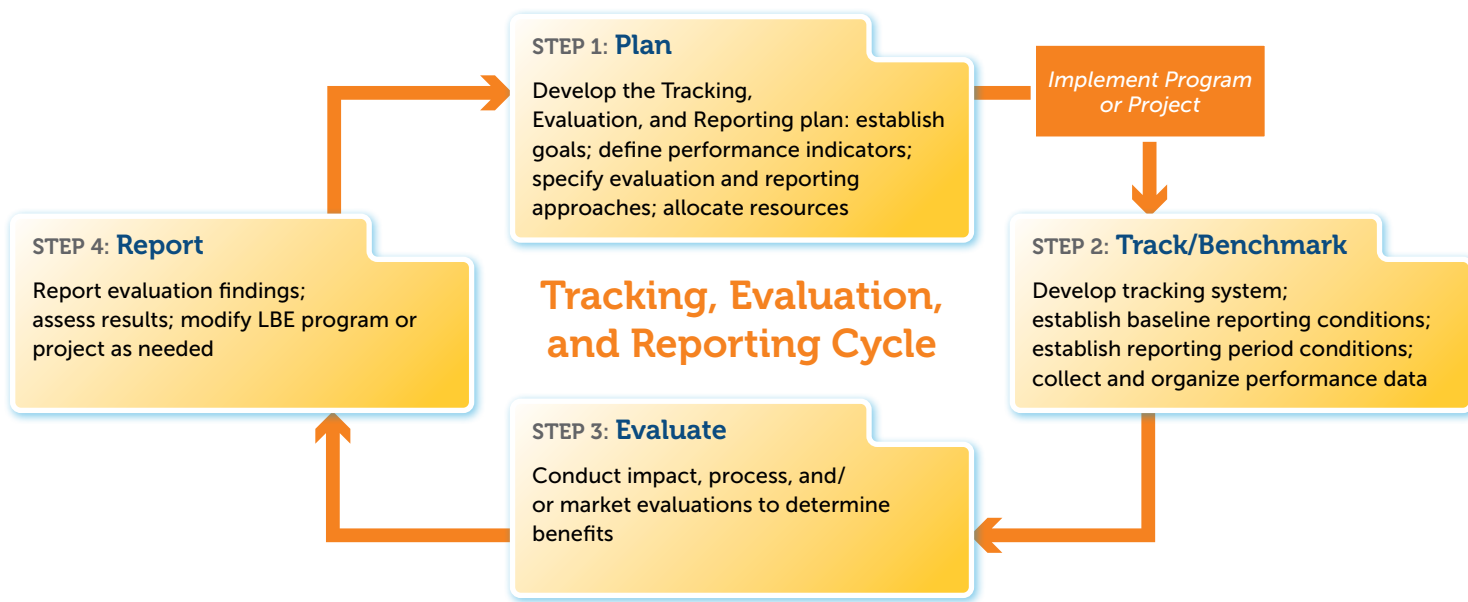 STEP 1: Plan
Develop the Tracking,
Evaluation, and Reporting plan: establish
goals; define performance indicators;
specify evaluation and reporting
approaches; allocate resources
Implement Program
or Project
STEP 2: Track/Benchmark
Develop tracking system;
establish baseline reporting conditions;
establish reporting period conditions;
collect and organize performance data
STEP 3: Evaluate
Conduct impact, process, and/
or market evaluations to determine
benefits
STEP 4: Report
Report evaluation findings;
assess results; modify LBE program or
project as needed
Tracking, Evaluation,
and Reporting Cycle